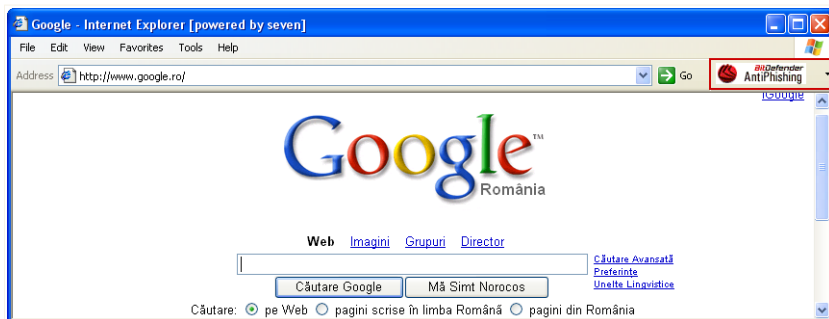 Google - Internet Explorer [powered by seven]
File Edit View Favorites Tools Help
Address http://www.google.ro/ Go BitDefender AntiPhishing
iGoogle
Google™
România
Web Imagini Grupuri Director
Căutare Avansată
Preferinţe
Căutare Google Mă Simt Norocos Unelte Lingvistice
Căutare: pe Web pagini scrise în limba Română pagini din România